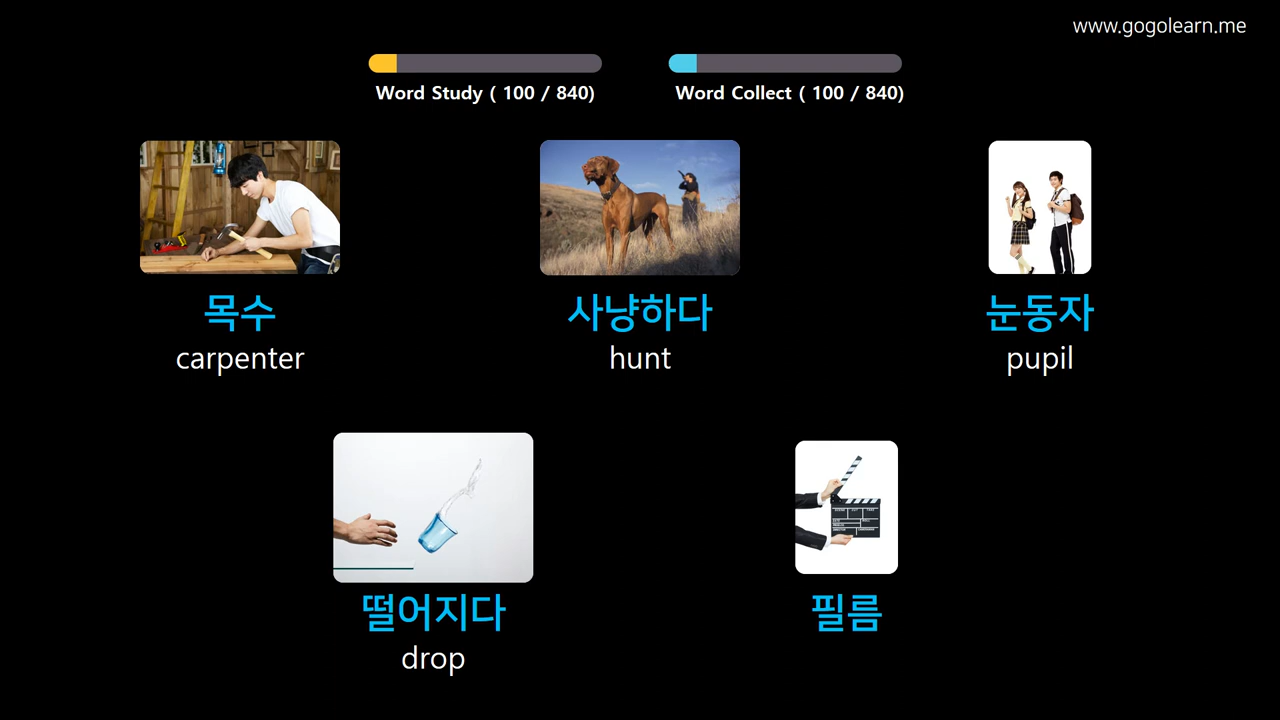 www.gogolearn.me
Word Study ( 100 / 840)
Word Collect ( 100 / 840)
목수
carpenter
사냥하다
hunt
눈동자
pupil
떨어지다
drop
필름